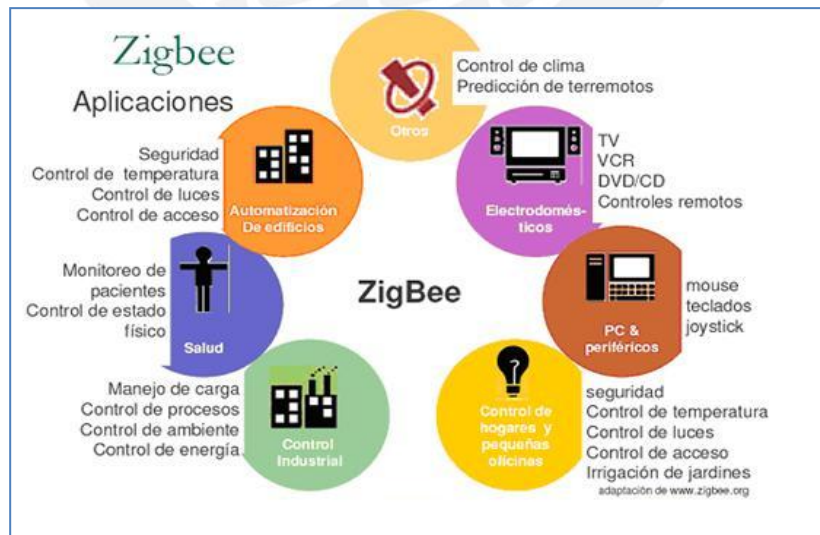 Zigbee
Aplicaciones
Otros
Control de clima
Predicción de terremotos
Seguridad
Control de temperatura
Control de luces
Control de acceso
Automatización
De edificios
Electrodomés-
ticos
TV
VCR
DVD/CD
Controles remotos
Monitoreo de
pacientes
Control de estado
físico
Salud
ZigBee
PC &
periféricos
mouse
teclados
joystick
Manejo de carga
Control de procesos
Control de ambiente
Control de energía
Control
Industrial
Control de
hogares y
pequeñas
oficinas
seguridad
Control de temperatura
Control de luces
Control de acceso
Irrigación de jardines
adaptación de www.zigbee.org